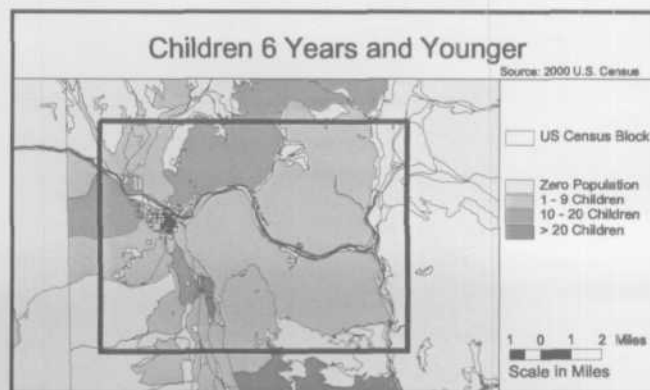 Children 6 Years and Younger
Source: 2000 U.S. Census
US Census Block
Zero Population
1 - 9 Children
10 - 20 Children
> 20 Children
1 0 1 2 Miles
Scale in Miles